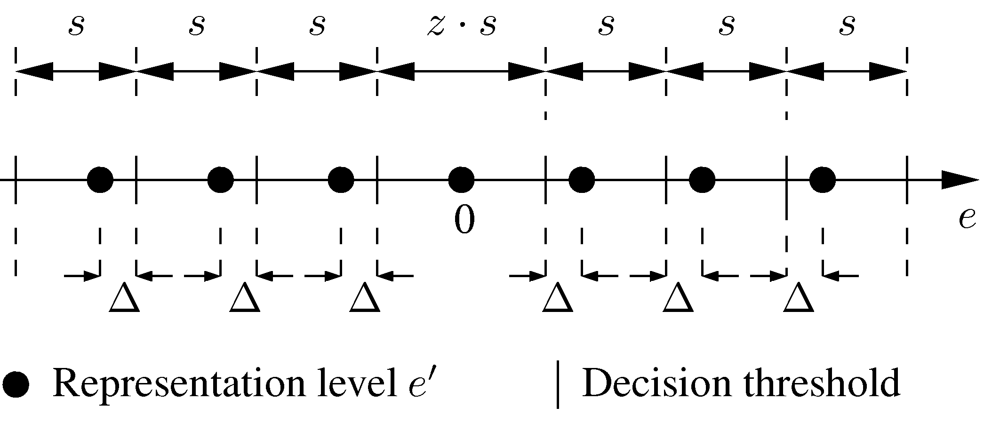 s s s z · s s s s
0
e
Δ Δ Δ Δ Δ Δ
Representation level e′ Decision threshold